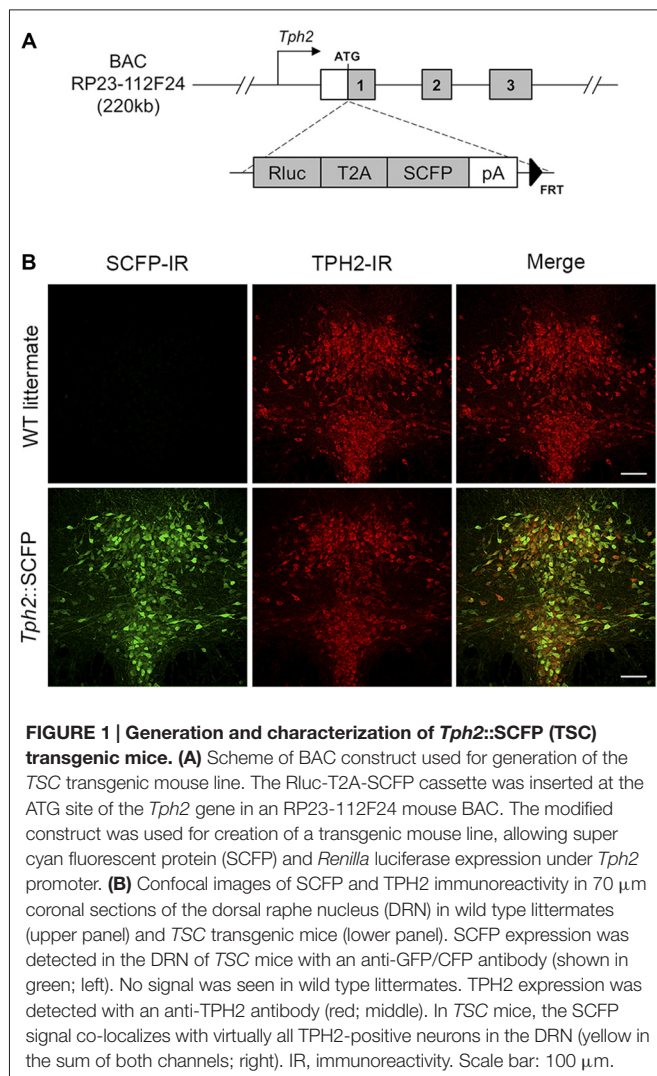 A
BAC
RP23-112F24
(220kb)
Tph2
ATG
1
2
3
Rluc
T2A
SCFP
pA
FRT
B
SCFP-IR
TPH2-IR
Merge
WT littermate
Tph2::SCFP
FIGURE 1 | Generation and characterization of Tph2::SCFP (TSC)
transgenic mice. (A) Scheme of BAC construct used for generation of the
TSC transgenic mouse line. The Rluc-T2A-SCFP cassette was inserted at the
ATG site of the Tph2 gene in an RP23-112F24 mouse BAC. The modified
construct was used for creation of a transgenic mouse line, allowing super
cyan fluorescent protein (SCFP) and Renilla luciferase expression under Tph2
promoter. (B) Confocal images of SCFP and TPH2 immunoreactivity in 70 μm
coronal sections of the dorsal raphe nucleus (DRN) in wild type littermates
(upper panel) and TSC transgenic mice (lower panel). SCFP expression was
detected in the DRN of TSC mice with an anti-GFP/CFP antibody (shown in
green; left). No signal was seen in wild type littermates. TPH2 expression was
detected with an anti-TPH2 antibody (red; middle). In TSC mice, the SCFP
signal co-localizes with virtually all TPH2-positive neurons in the DRN (yellow in
the sum of both channels; right). IR, immunoreactivity. Scale bar: 100 μm.